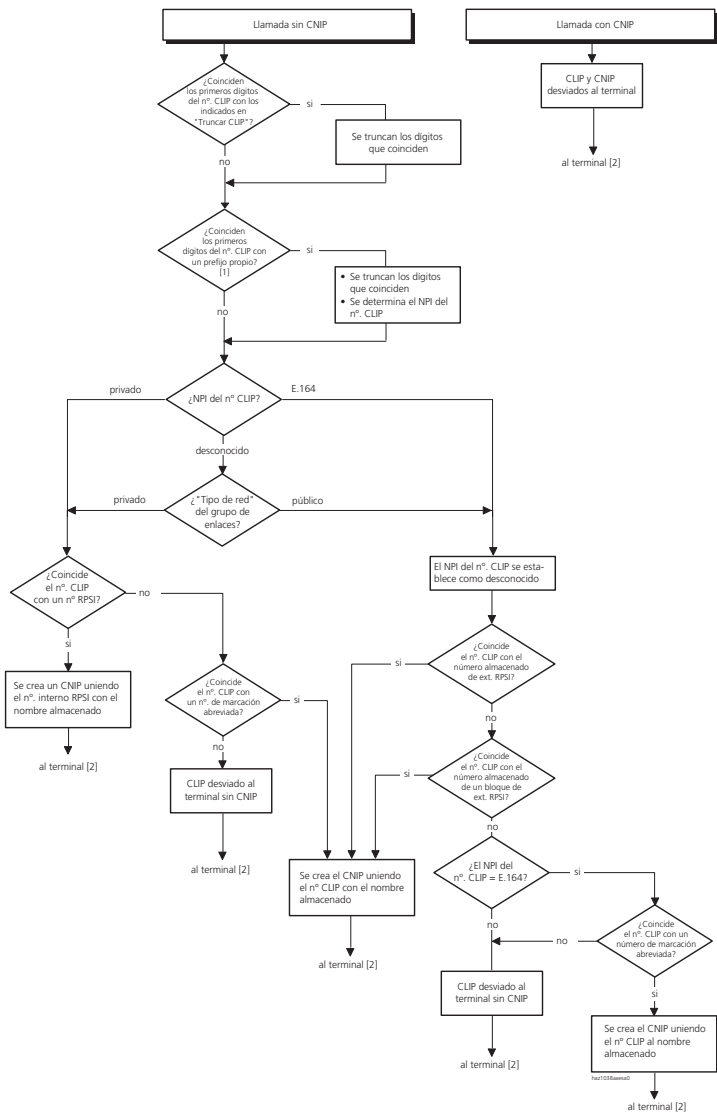 Llamada sin CNIP
Llamada con CNIP
¿Coinciden
los primeros dígitos
del nº. CLIP con los
indicados en
"Truncar CLIP"?
si
Se truncan los dígitos
que coinciden
no
CLIP y CNIP
desviados al terminal
al terminal [2]
¿Coinciden
los primeros
dígitos del nº. CLIP con
un prefijo propio?
[1]
si
• Se truncan los dígitos
que coinciden
• Se determina el NPI del
nº. CLIP
no
privado
¿NPI del nº CLIP?
E.164
desconocido
privado
¿"Tipo de red"
del grupo de
enlaces?
público
¿Coincide
el nº. CLIP
con un nº RPSI?
no
si
El NPI del nº. CLIP se esta-
blece como desconocido
Se crea un CNIP uniendo
el nº. interno RPSI con el
nombre almacenado
al terminal [2]
¿Coincide
el nº. CLIP con
un nº. de marcación
abreviada?
si
no
CLIP desviado al
terminal sin CNIP
al terminal [2]
¿Coincide
el nº. CLIP con el
número almacenado
de ext. RPSI?
si
no
¿Coincide
el nº. CLIP con el
número almacenado
de un bloque de
ext. RPSI?
si
no
Se crea el CNIP uniendo
el nº CLIP con el nombre
almacenado
al terminal [2]
¿El NPI del
nº. CLIP = E.164?
si
no
¿Coincide
el nº. CLIP con un
número de marcación
abreviada?
no
si
CLIP desviado al
terminal sin CNIP
al terminal [2]
Se crea el CNIP uniendo
el nº CLIP al nombre
almacenado
al terminal [2]